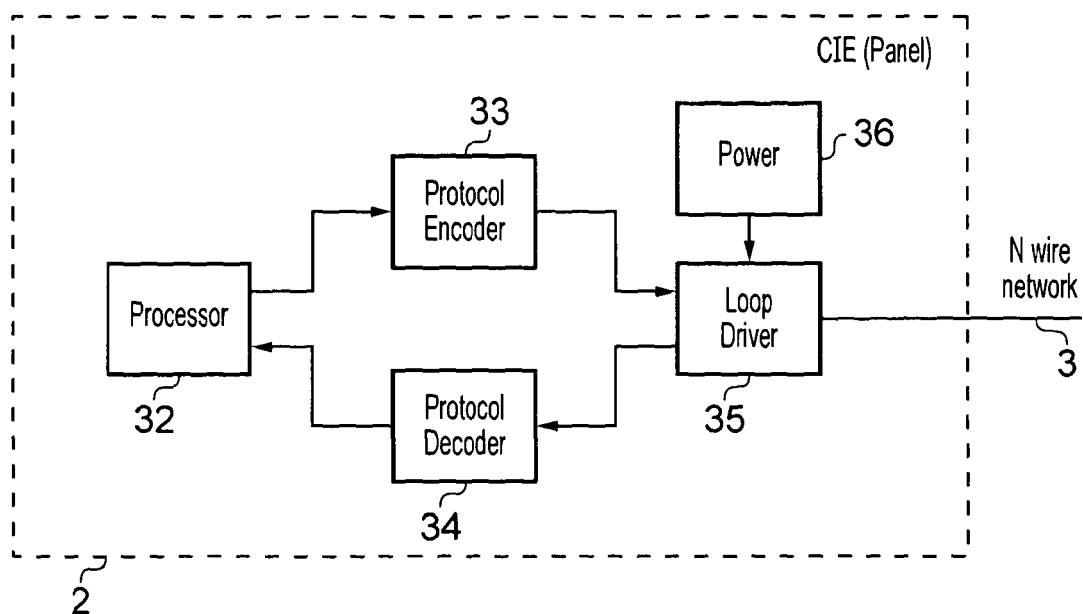 CIE (Panel)
33
36
Protocol
Encoder
Power
N wire
network
Processor
Loop
Driver
3
32
Protocol
Decoder
35
34
2